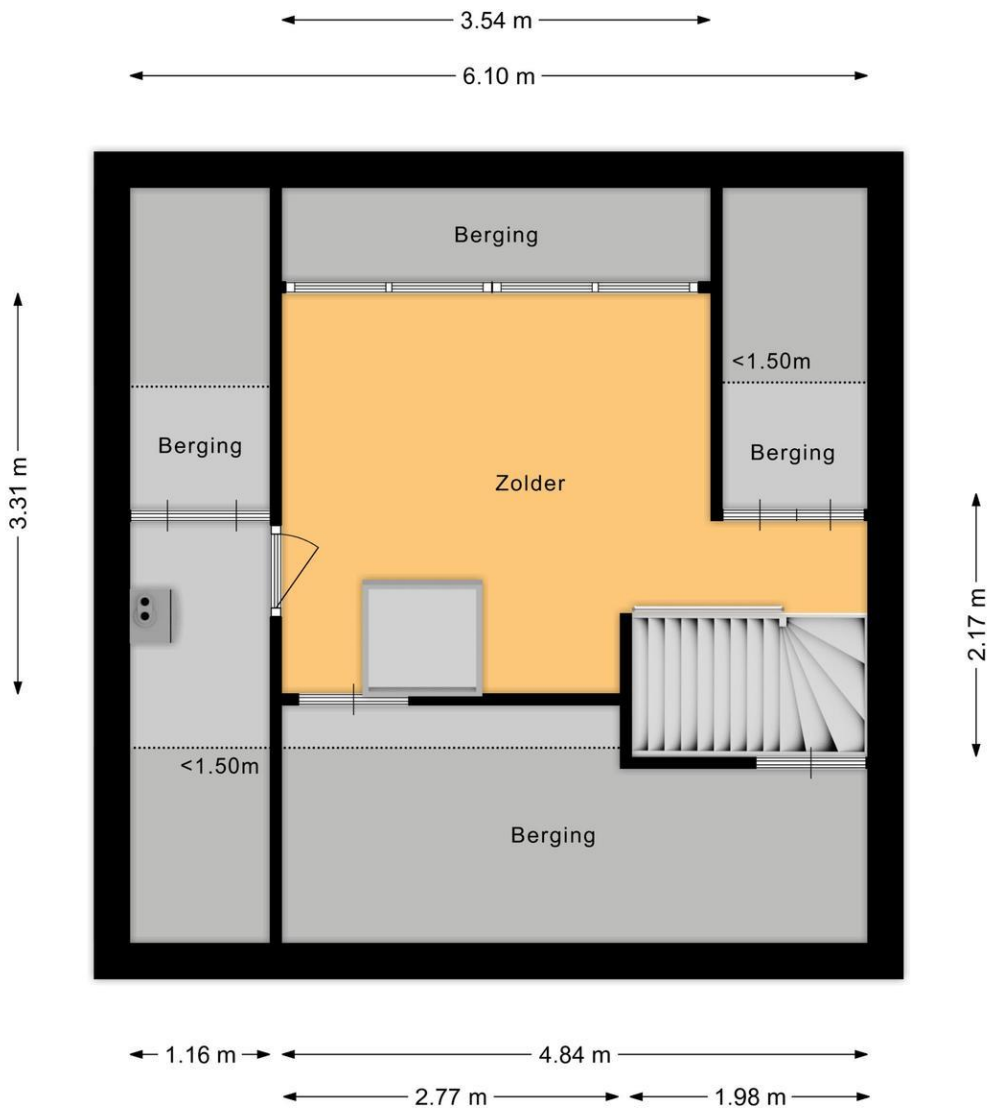 3.54 m
6.10 m
Berging
<1.50m
Berging
Berging
3.31 m
Zolder
2.17 m
<1.50m
Berging
1.16 m
4.84 m
2.77 m
1.98 m